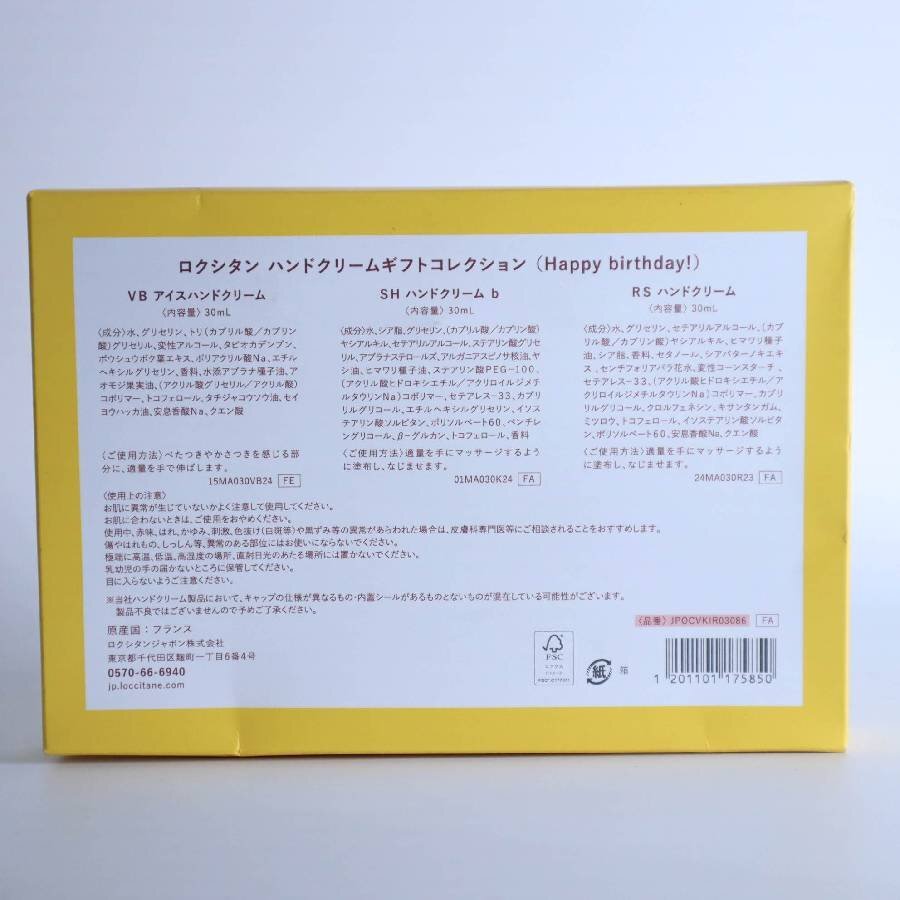 ロクシタン ハンドクリームギフトコレクション（Happy birthday!）
VB アイスハンドクリーム
〈内容量〉30mL
〈成分〉水、グリセリン、トリ（カプリル酸／カプリン
酸）グリセリル、変性アルコール、タピオカデンプン、
ボウシュウボク葉エキス、ポリアクリル酸Na、エチル
ヘキシルグリセリン、香料、水添アブラナ種子油、ア
オモジ果実油、（アクリル酸グリセリル／アクリル酸）
コポリマー、トコフェロール、タチジャコウソウ油、セ
イヨウハッカ油、安息香酸Na、クエン酸
〈ご使用方法〉べたつきやかさつきを感じる部
分に、適量を手で伸ばします。
15MA030VB24 FE
SH ハンドクリーム b
〈内容量〉30mL
〈成分〉水、シア脂、グリセリン、（カプリル酸／カプリン酸）
ヤシアルキル、セテアリルアルコール、ステアリン酸グリセ
リル、アブラナステロールズ、アルガニアスピノサ核油、ヤ
シ油、ヒマワリ種子油、ステアリン酸PEG-100、
（アクリル酸ヒドロキシエチル／アクリロイルジメチ
ルタウリンNa）コポリマー、セテアレス-33、カプリ
ルグリコール、エチルヘキシルグリセリン、イソス
テアリン酸ソルビタン、ポリソルベート60、ペンチレ
ングリコール、β-グルカン、トコフェロール、香料
〈ご使用方法〉適量を手にマッサージするよう
に塗布し、なじませます。
01MA030K24 FA
RS ハンドクリーム
〈内容量〉30mL
〈成分〉水、グリセリン、セテアリルアルコール、（カプリ
ル酸／カプリン酸）ヤシアルキル、ヒマワリ種子
油、シア脂、香料、セタノール、シアバターノキエキ
ス、センチフォリアバラ花水、変性コーンスターチ、
セテアレス-33、（アクリル酸ヒドロキシエチル／ア
クリロイルジメチルタウリンNa）コポリマー、カプリ
リルグリコール、クロルフェネシン、キサンタンガム、
ミツロウ、トコフェロール、イソステアリン酸ソルビタ
ン、ポリソルベート60、安息香酸Na、クエン酸
〈ご使用方法〉適量を手にマッサージするよう
に塗布し、なじませます。
24MA030R23 FA
〈使用上の注意〉
お肌に異常が生じていないかよく注意して使用してください。
お肌に合わないときは、ご使用をおやめください。
使用中、赤味、はれ、かゆみ、刺激、色抜け（白斑等）や黒ずみ等の異常があらわれた場合は、皮膚科専門医等にご相談されることをおすすめします。
傷やはれもの、しっしん等、異常のある部位にはお使いにならないでください。
極端に高温、低温、高湿度の場所、直射日光のあたる場所には置かないでください。
乳幼児の手の届かないところに保管してください。
目に入らないようご注意ください。
※当社ハンドクリーム製品において、キャップの仕様が異なるもの・内蓋シールがあるものとないものが混在している可能性がございます。
製品不良ではございませんので予めご了承ください。
原産国：フランス
ロクシタンジャポン株式会社
東京都千代田区麹町一丁目6番4号
0570-66-6940
jp.loccitane.com
FSC
紙
箱
〈品番〉JPOCVKIR03086 FA
1 201101 175850